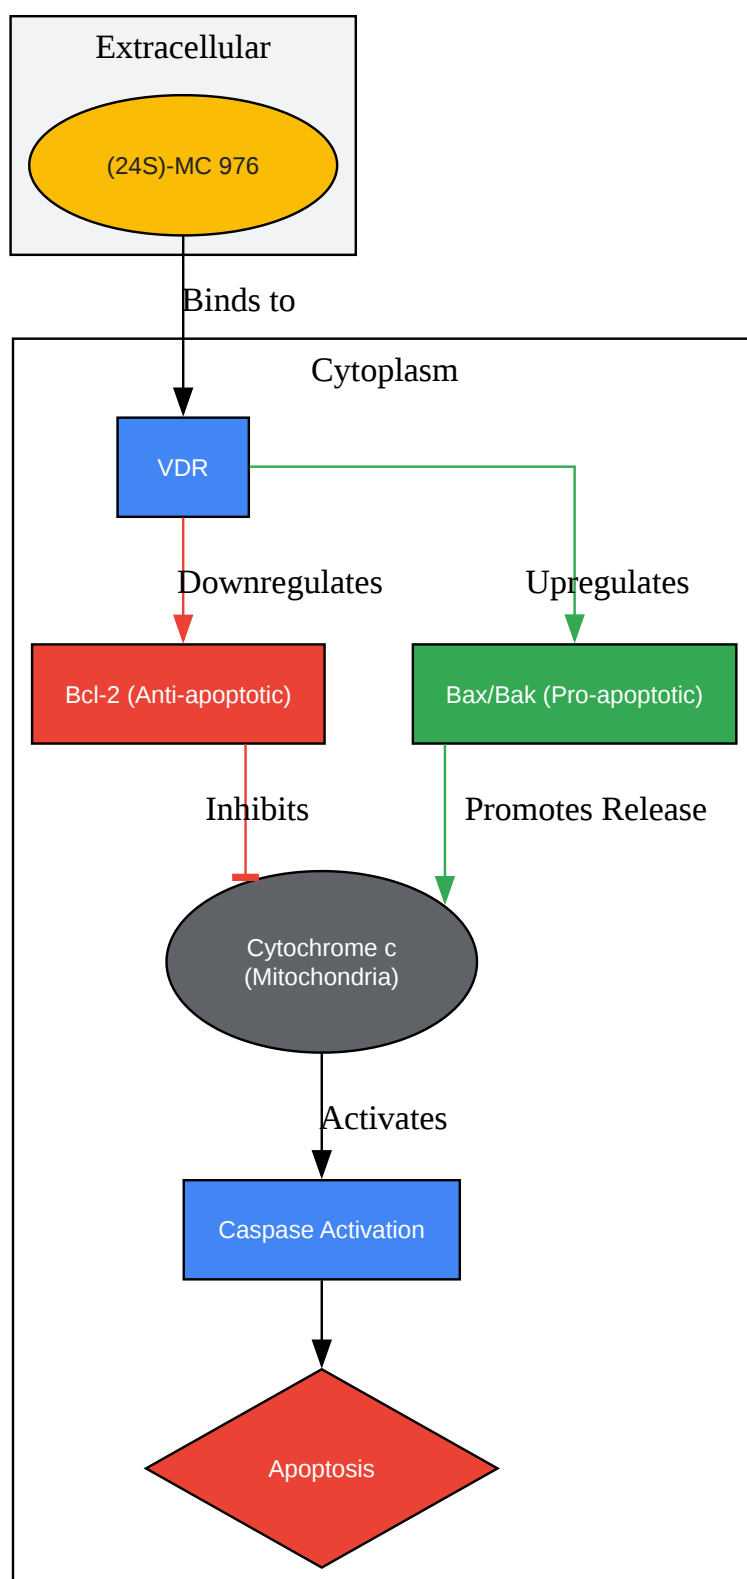 Extracellular
(24S)-MC 976
Binds to
Cytoplasm
VDR
Downregulates
Upregulates
Bcl-2 (Anti-apoptotic)
Bax/Bak (Pro-apoptotic)
Inhibits
Promotes Release
Cytochrome c
(Mitochondria)
Activates
Caspase Activation
Apoptosis